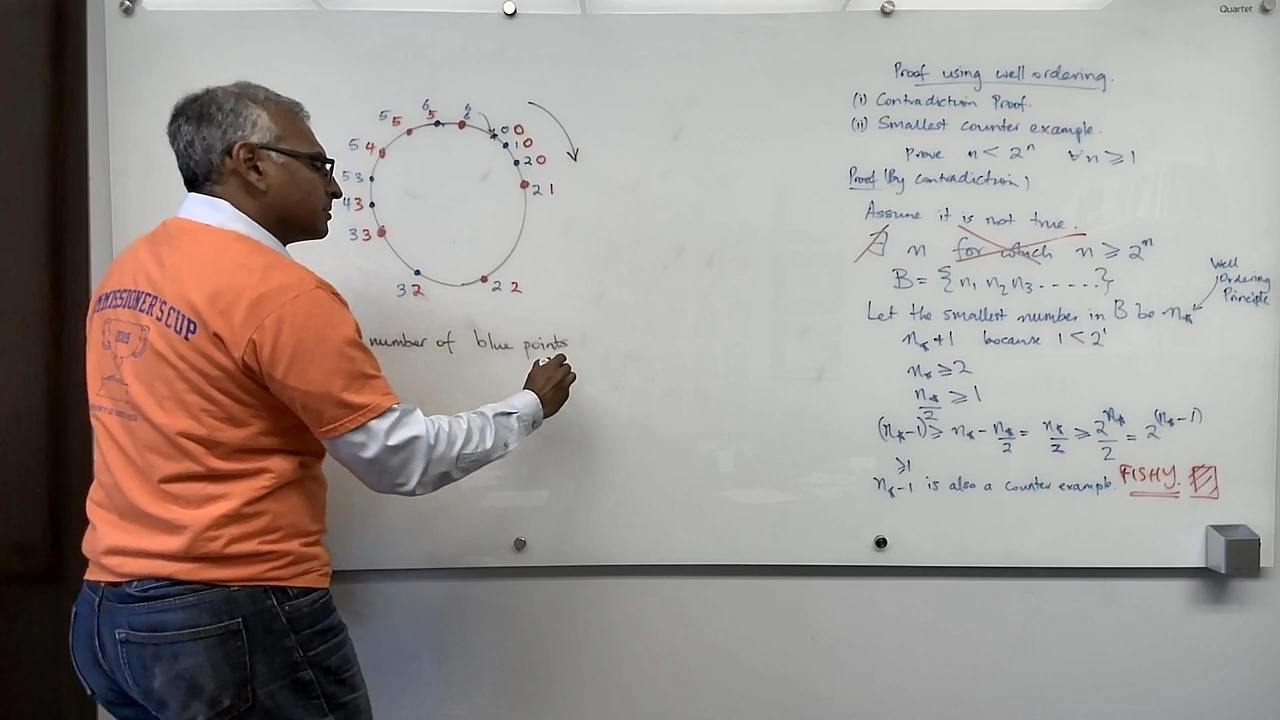 Quartet
Proof using well ordering.
(i) Contradiction Proof.
(ii) Smallest counter example.
Prove n < 2ⁿ ∀ n ≥ 1
Proof (By contradiction)
Assume it is not true.
∃ n for which n ≥ 2ⁿ
B = { n₁ n₂ n₃ ...... }
Well
Ordering
Principle
Let the smallest number in B be n*
n* ≠ 1 because 1 < 2¹
n* ≥ 2
n*/2 ≥ 1
(n*-1) ≥ n* - n*/2 = n*/2 ≥ 2^n*/2 = 2^(n*-1)
≥ 1
n*-1 is also a counter example. FISHY.
6 6
5 5 5 6 0 0
1 0
5 4 2 0
5 3 2 1
4 3
3 3
3 2 2 2
number of blue points
MISSIONER'S CUP
2019